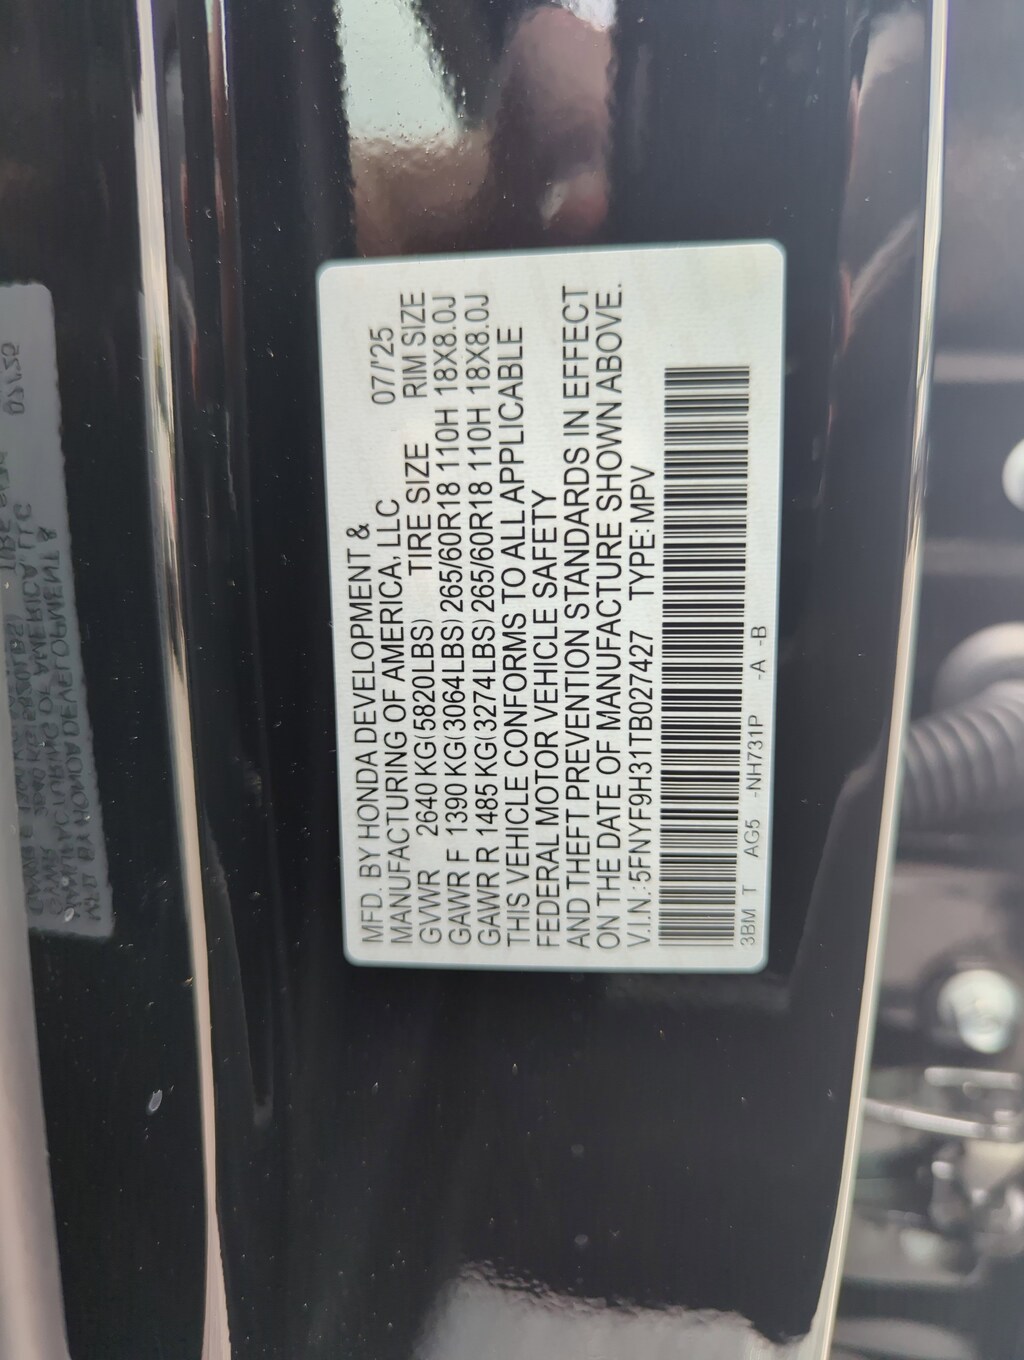 MFD. BY HONDA DEVELOPMENT &
MANUFACTURING OF AMERICA, LLC 07/'25
GVWR 2640 KG(5820LBS) TIRE SIZE RIM SIZE
GAWR F 1390 KG(3064LBS) 265/60R18 110H 18X8.0J
GAWR R 1485 KG(3274LBS) 265/60R18 110H 18X8.0J
THIS VEHICLE CONFORMS TO ALL APPLICABLE
FEDERAL MOTOR VEHICLE SAFETY
AND THEFT PREVENTION STANDARDS IN EFFECT
ON THE DATE OF MANUFACTURE SHOWN ABOVE.
V.I.N.:5FNYF9H31TB027427 TYPE:MPV
3BM T AG5 -NH731P -A -B